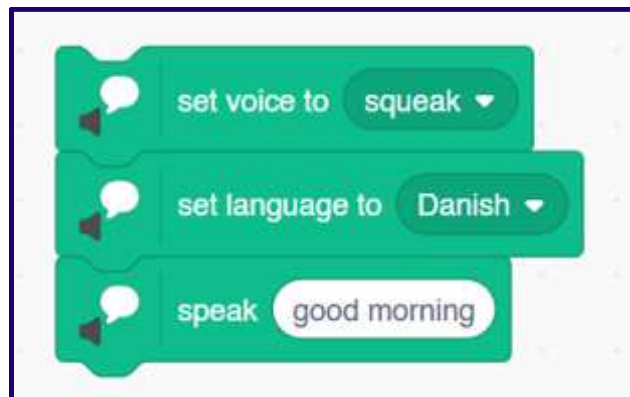 set voice to squeak
set language to Danish
speak good morning